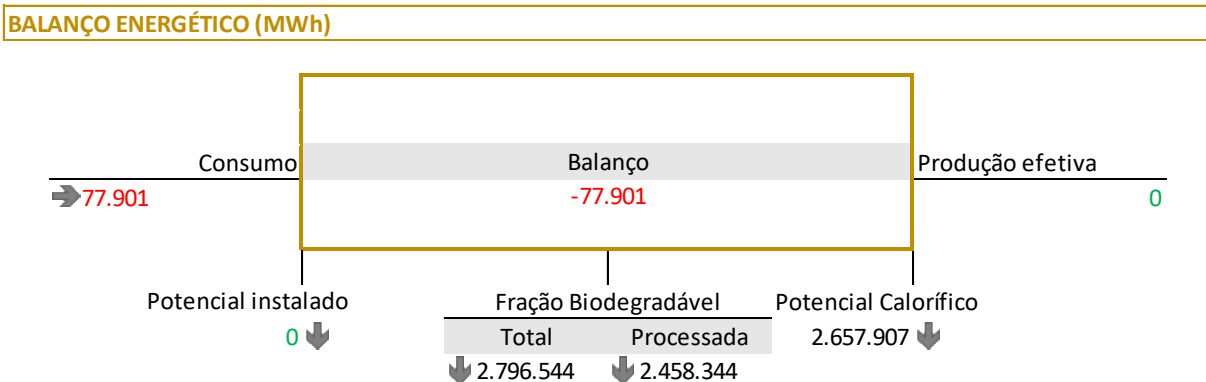 BALANÇO ENERGÉTICO (MWh)
Consumo Balanço Produção efetiva
77.901 -77.901 0
Potencial instalado Fração Biodegradável Potencial Calorífico
0 Total Processada 2.657.907
2.796.544 2.458.344